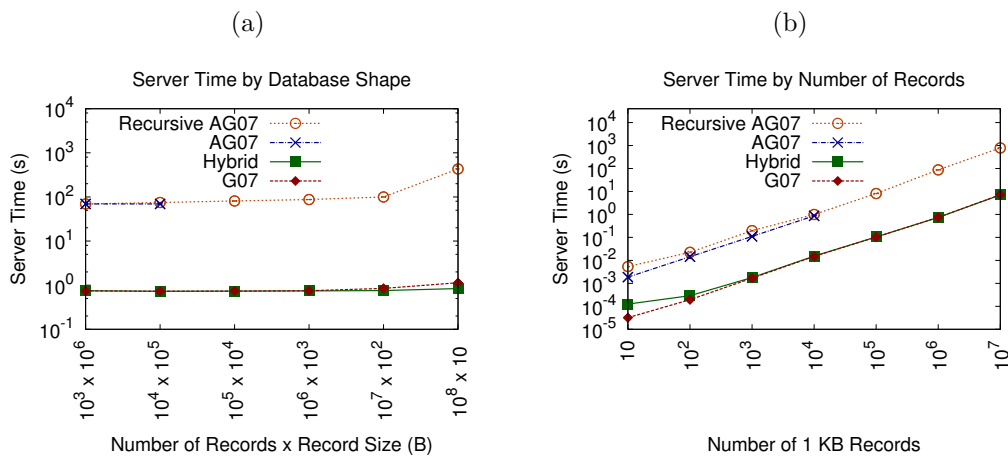 (a)
Server Time by Database Shape
Server Time (s)
10^4
10^3
10^2
10^1
10^0
10^-1
Recursive AG07
AG07
Hybrid
G07
10^3 x 10^6
10^4 x 10^5
10^5 x 10^4
10^6 x 10^3
10^7 x 10^2
10^8 x 10
Number of Records x Record Size (B)
(b)
Server Time by Number of Records
Server Time (s)
10^4
10^3
10^2
10^1
10^0
10^-1
10^-2
10^-3
10^-4
10^-5
Recursive AG07
AG07
Hybrid
G07
10
10^2
10^3
10^4
10^5
10^6
10^7
Number of 1 KB Records